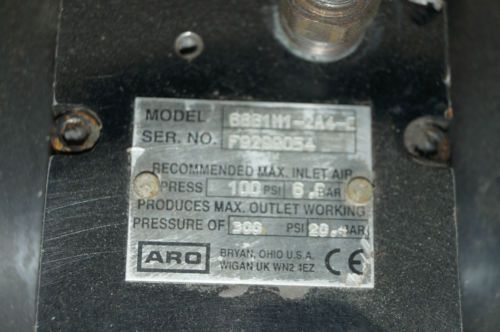 MODEL
SER. NO.
RECOMMENDED MAX. INLET AIR
PRESS 100 PSI BAR
PRODUCES MAX. OUTLET WORKING
PRESSURE OF PSI BAR
ARO BRYAN, OHIO U.S.A. CE
WIGAN UK WN2 4EZ